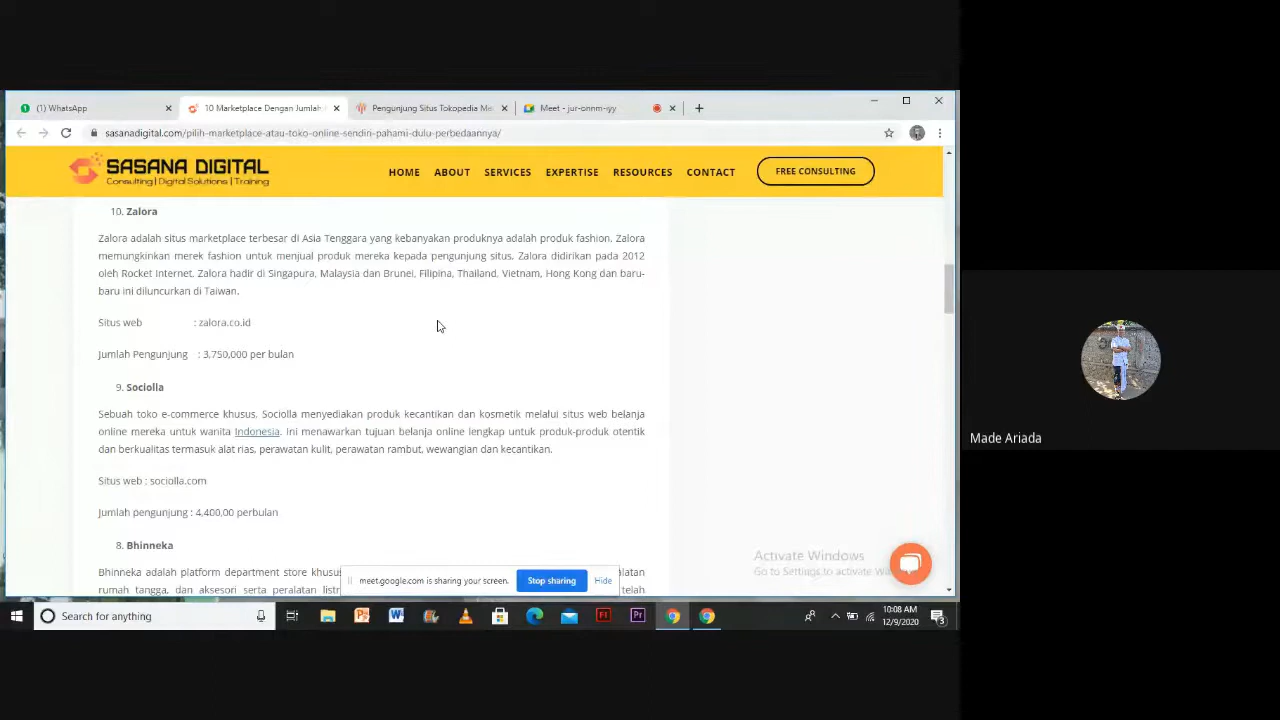 (1) WhatsApp
10 Marketplace Dengan Jumlah
Pengunjung Situs Tokopedia
Meet - jur-onnm-iyy
sasanadigital.com/pilih-marketplace-atau-toko-online-sendin-pahami-dulu-perbedaannya/
SASANA DIGITAL
Consulting | Digital Solutions | Training
HOME ABOUT SERVICES EXPERTISE RESOURCES CONTACT
FREE CONSULTING
10. Zalora
Zalora adalah situs marketplace terbesar di Asia Tenggara yang kebanyakan produknya adalah produk fashion. Zalora
memungkinkan merek fashion untuk menjual produk mereka kepada pengunjung situs. Zalora didirikan pada 2012
oleh Rocket Internet. Zalora hadir di Singapura, Malaysia dan Brunei, Filipina, Thailand, Vietnam, Hong Kong dan baru-
baru ini diluncurkan di Taiwan.
Situs web : zalora.co.id
Jumlah Pengunjung : 3,750,000 per bulan
9. Sociolla
Sebuah toko e-commerce khusus. Sociolla menyediakan produk kecantikan dan kosmetik melalui situs web belanja
online mereka untuk wanita Indonesia. Ini menawarkan tujuan belanja online lengkap untuk produk-produk otentik
dan berkualitas termasuk alat rias, perawatan kulit, perawatan rambut, wewangian dan kecantikan.
Situs web : sociolla.com
Jumlah pengunjung : 4,400,00 perbulan
8. Bhinneka
Bhinneka adalah platform department store khusus
rumah tangga, dan aksesori serta peralatan telah
meet.google.com is sharing your screen.
Stop sharing
Hide
Activate Windows
Go to Settings to activate
Search for anything
10:08 AM
12/9/2020
3
Made Ariada